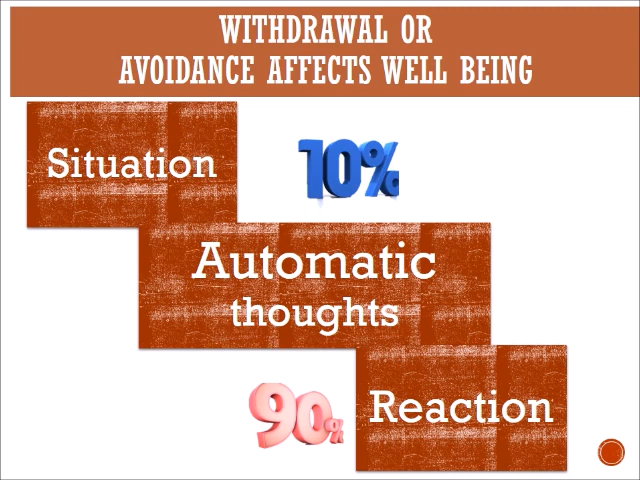 WITHDRAWAL OR
AVOIDANCE AFFECTS WELL BEING
Situation
10%
Automatic
thoughts
90%
Reaction